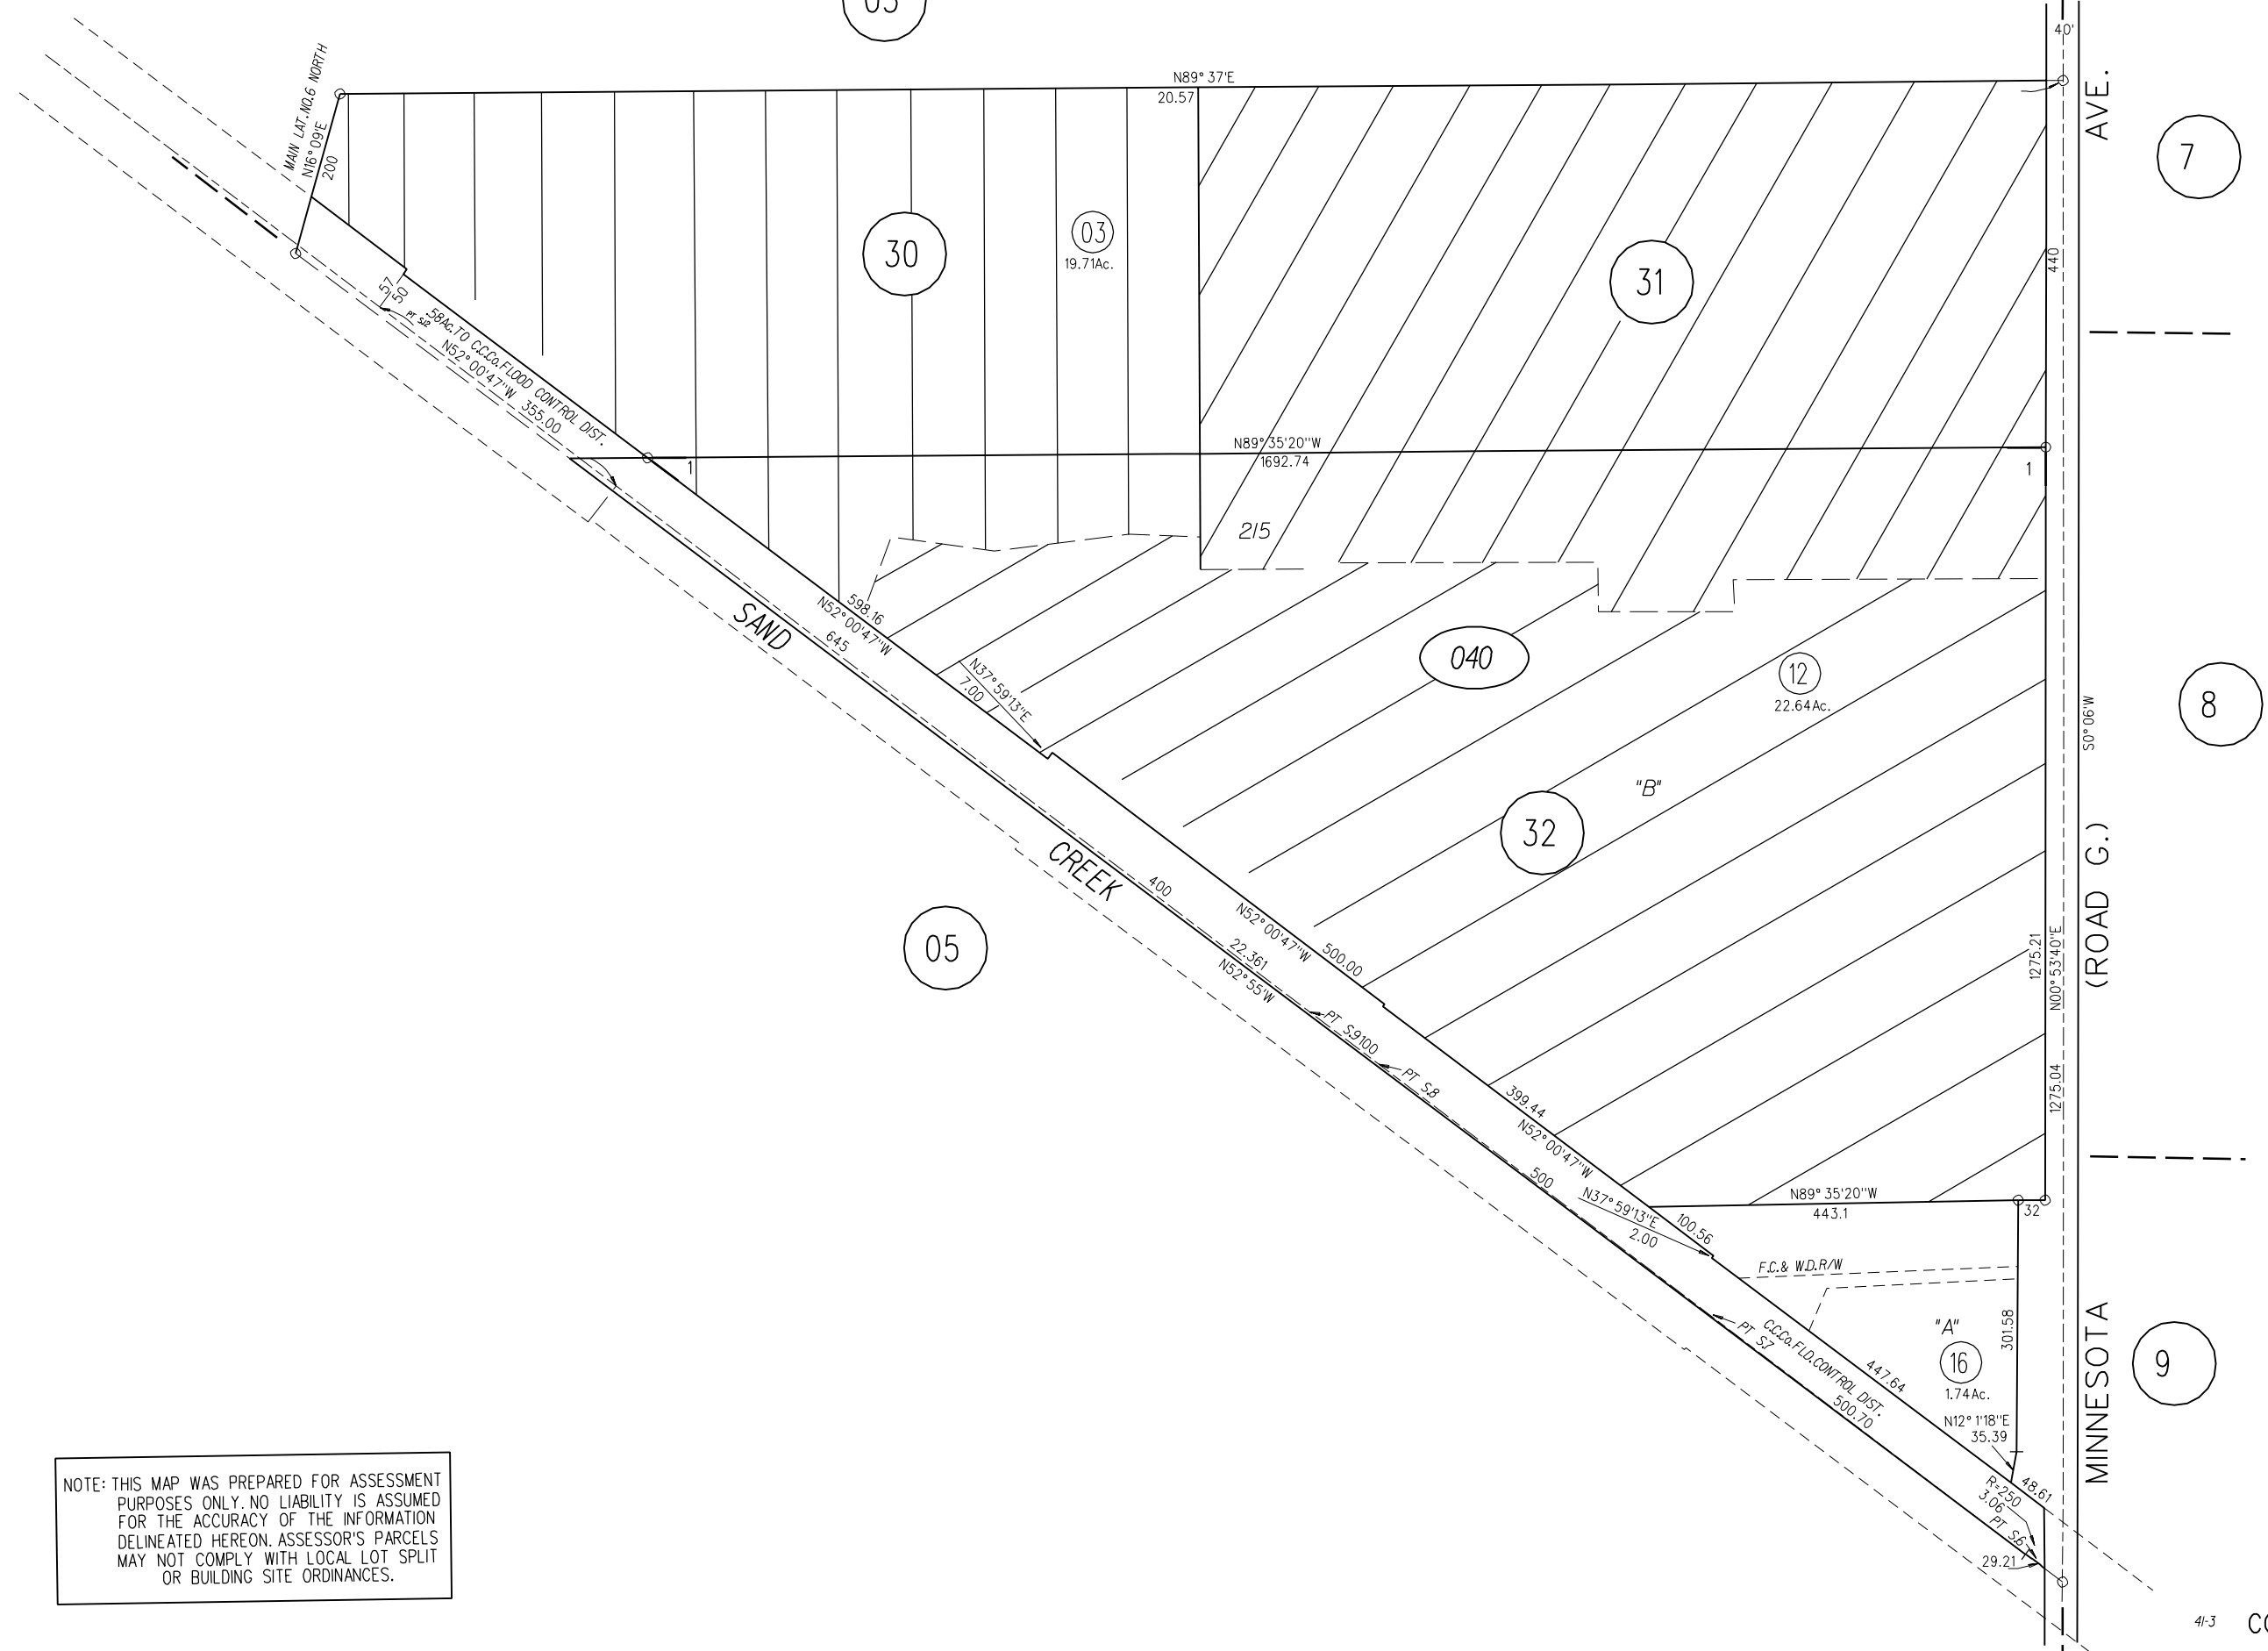 40'
N89° 37'E
20.57
MAIN LAT.NO.6 NORTH
N16° 09'E
200
AVE.
7
30
03
19.71Ac.
31
440
57
50
PT S12
.58Ac.TO C.C.Co.FLOOD CONTROL DIST.
N52° 00'47"W 355.00
N89° 35'20"W
1692.74
1
1
215
SAND
598.16
N52° 00'47"W
645
N37° 59'13"E
7.00
040
12
22.64Ac.
8
S0° 06'W
"B"
32
CREEK
400
05
N52° 00'47"W
500.00
22.361
N52° 55'W
(ROAD G.)
1275.21
N00° 53'40"E
PT S.9100
PT S.8
1275.04
399.44
N52° 00'47"W
500
N37° 59'13"E
2.00
100.56
N89° 35'20"W
443.1
32
F.C.& W.D.R/W
PT S.7
C.C.Co.FLD.CONTROL DIST.
500.70
447.64
"A"
16
1.74Ac.
301.58
N12° 1'18"E
35.39
MINNESOTA
9
R=250
3.06
48.61
PT S.6
29.21
NOTE: THIS MAP WAS PREPARED FOR ASSESSMENT
PURPOSES ONLY. NO LIABILITY IS ASSUMED
FOR THE ACCURACY OF THE INFORMATION
DELINEATED HEREON. ASSESSOR'S PARCELS
MAY NOT COMPLY WITH LOCAL LOT SPLIT
OR BUILDING SITE ORDINANCES.
41-3